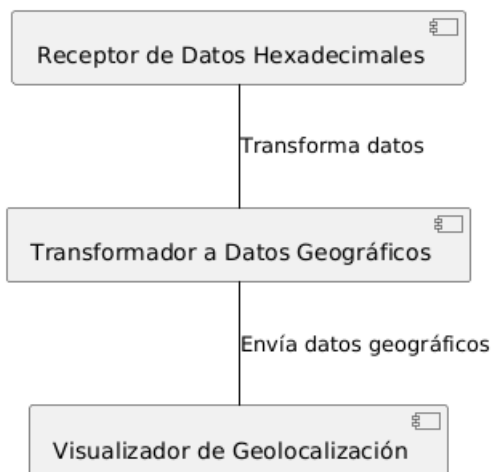 Receptor de Datos Hexadecimales
Transforma datos
Transformador a Datos Geográficos
Envía datos geográficos
Visualizador de Geolocalización